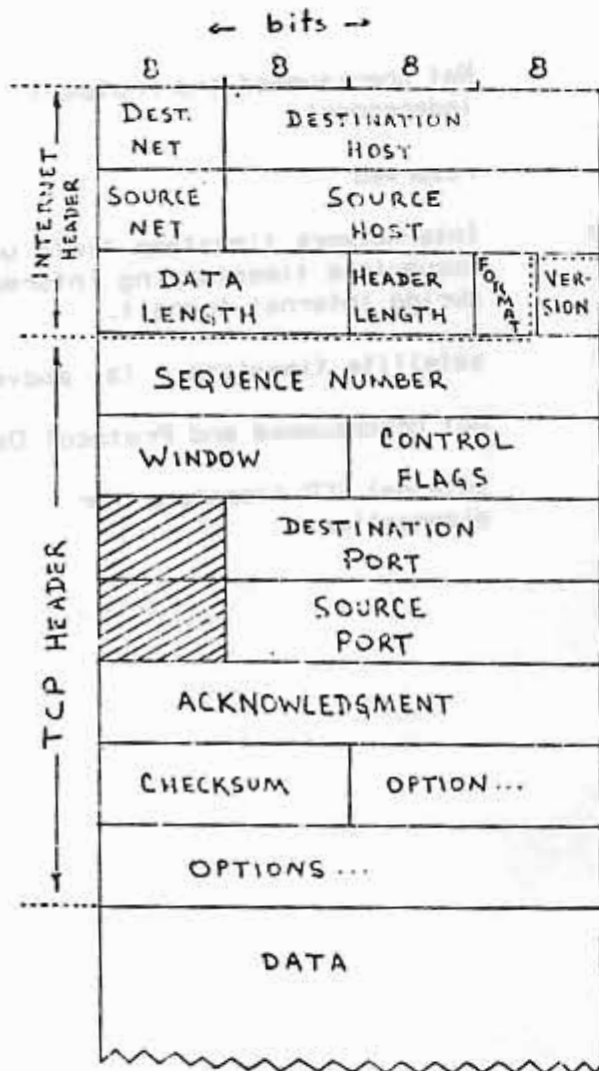 ← bits →
8 8 8 8
INTERNET HEADER
DEST. NET
DESTINATION HOST
SOURCE NET
SOURCE HOST
DATA LENGTH
HEADER LENGTH
FORMAT
VER-
SION
TCP HEADER
SEQUENCE NUMBER
WINDOW
CONTROL FLAGS
DESTINATION PORT
SOURCE PORT
ACKNOWLEDGMENT
CHECKSUM
OPTION...
OPTIONS...
DATA